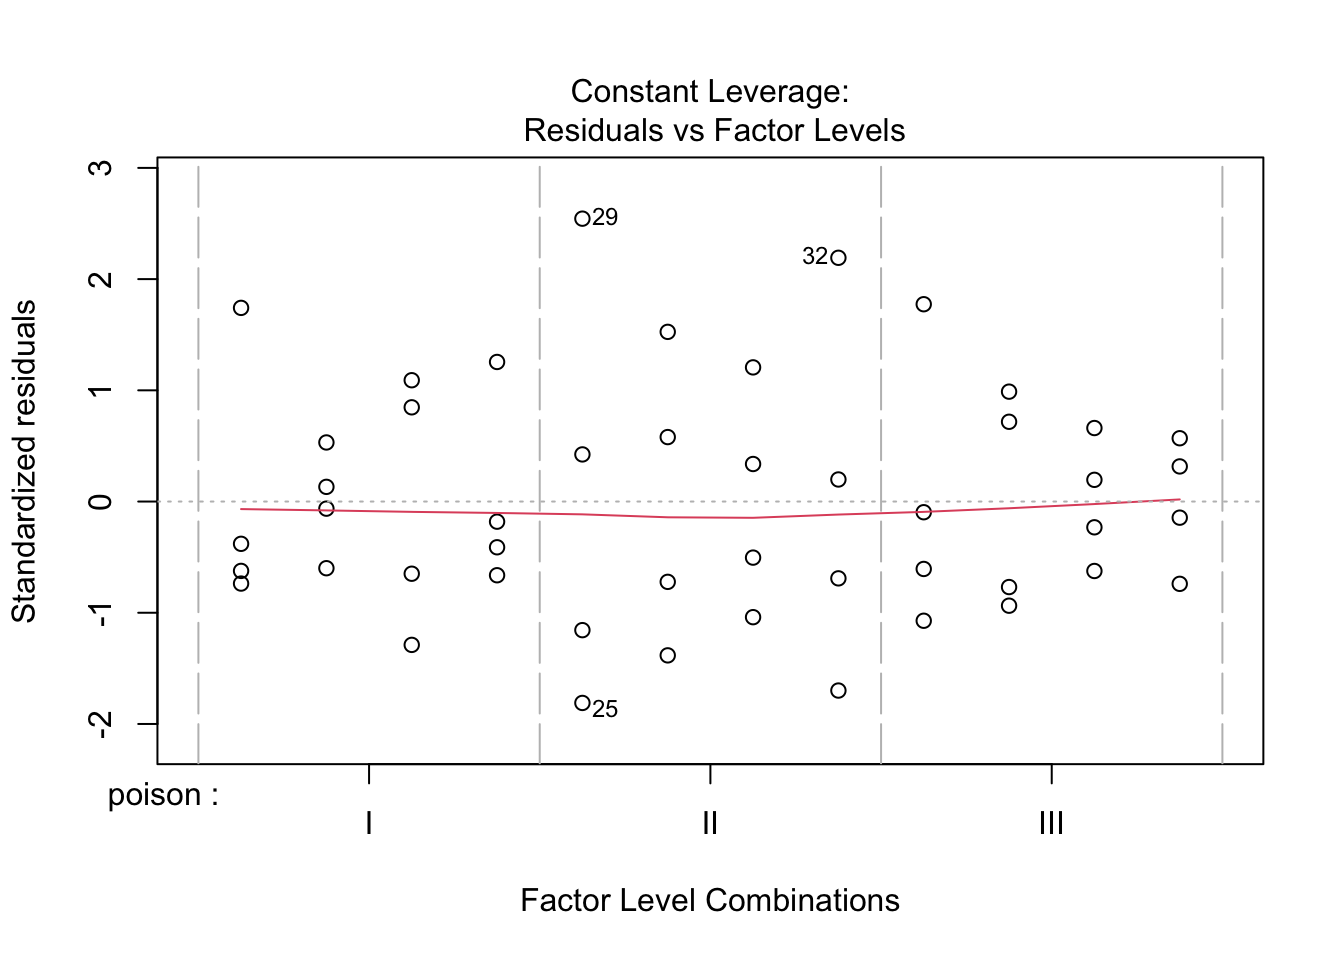 Constant Leverage:
Residuals vs Factor Levels
Standardized residuals
3
2
1
0
-1
-2
29
32
25
poison :
I
II
III
Factor Level Combinations